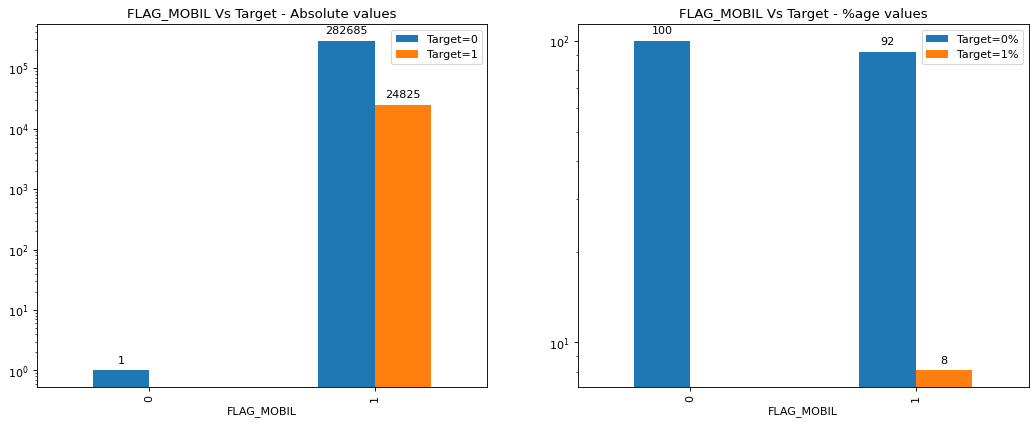 FLAG_MOBIL Vs Target - Absolute values
282685
Target=0
Target=1
24825
1
10^5
10^4
10^3
10^2
10^1
10^0
0
1
FLAG_MOBIL
FLAG_MOBIL Vs Target - %age values
100
92
Target=0%
Target=1%
8
10^2
10^1
0
1
FLAG_MOBIL